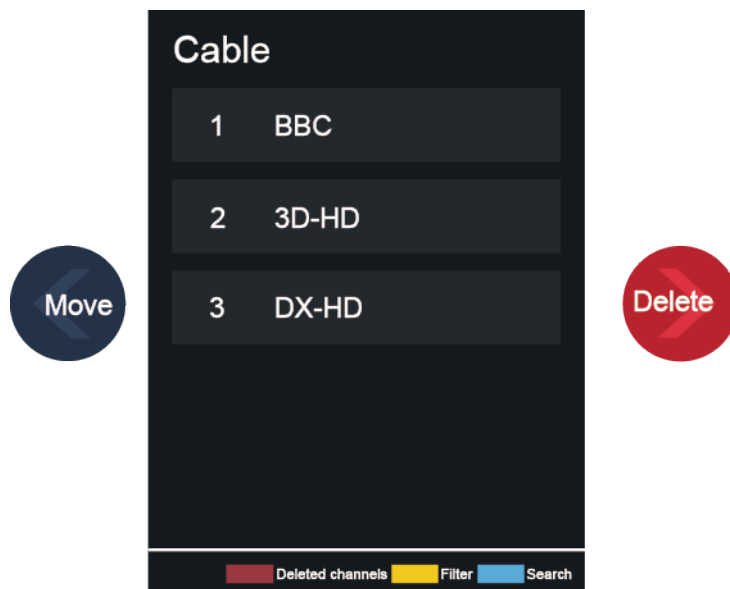 Cable
1 BBC
2 3D-HD
3 DX-HD
Move
Delete
Deleted channels Filter Search